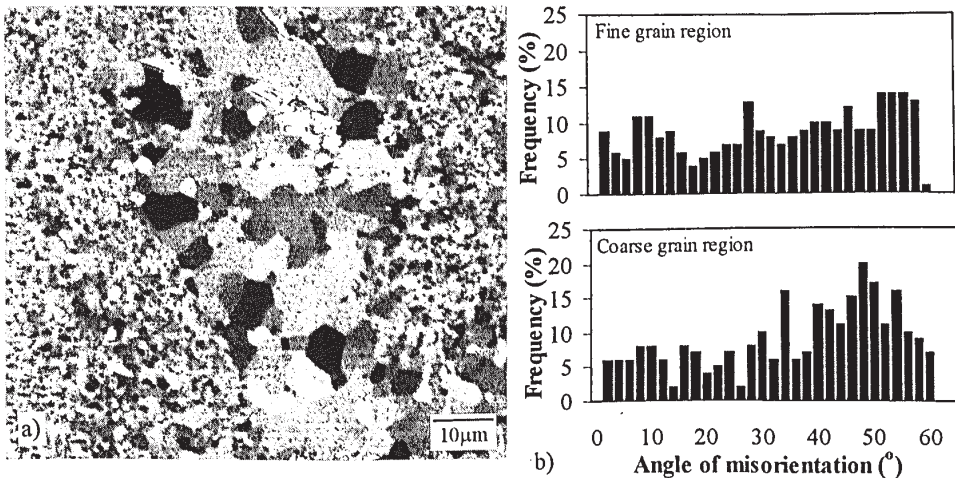 a)
10µm
25
20
15
10
5
0
Frequency (%)
Fine grain region
25
20
15
10
5
0
Frequency (%)
Coarse grain region
0 10 20 30 40 50 60
b) Angle of misorientation (°)